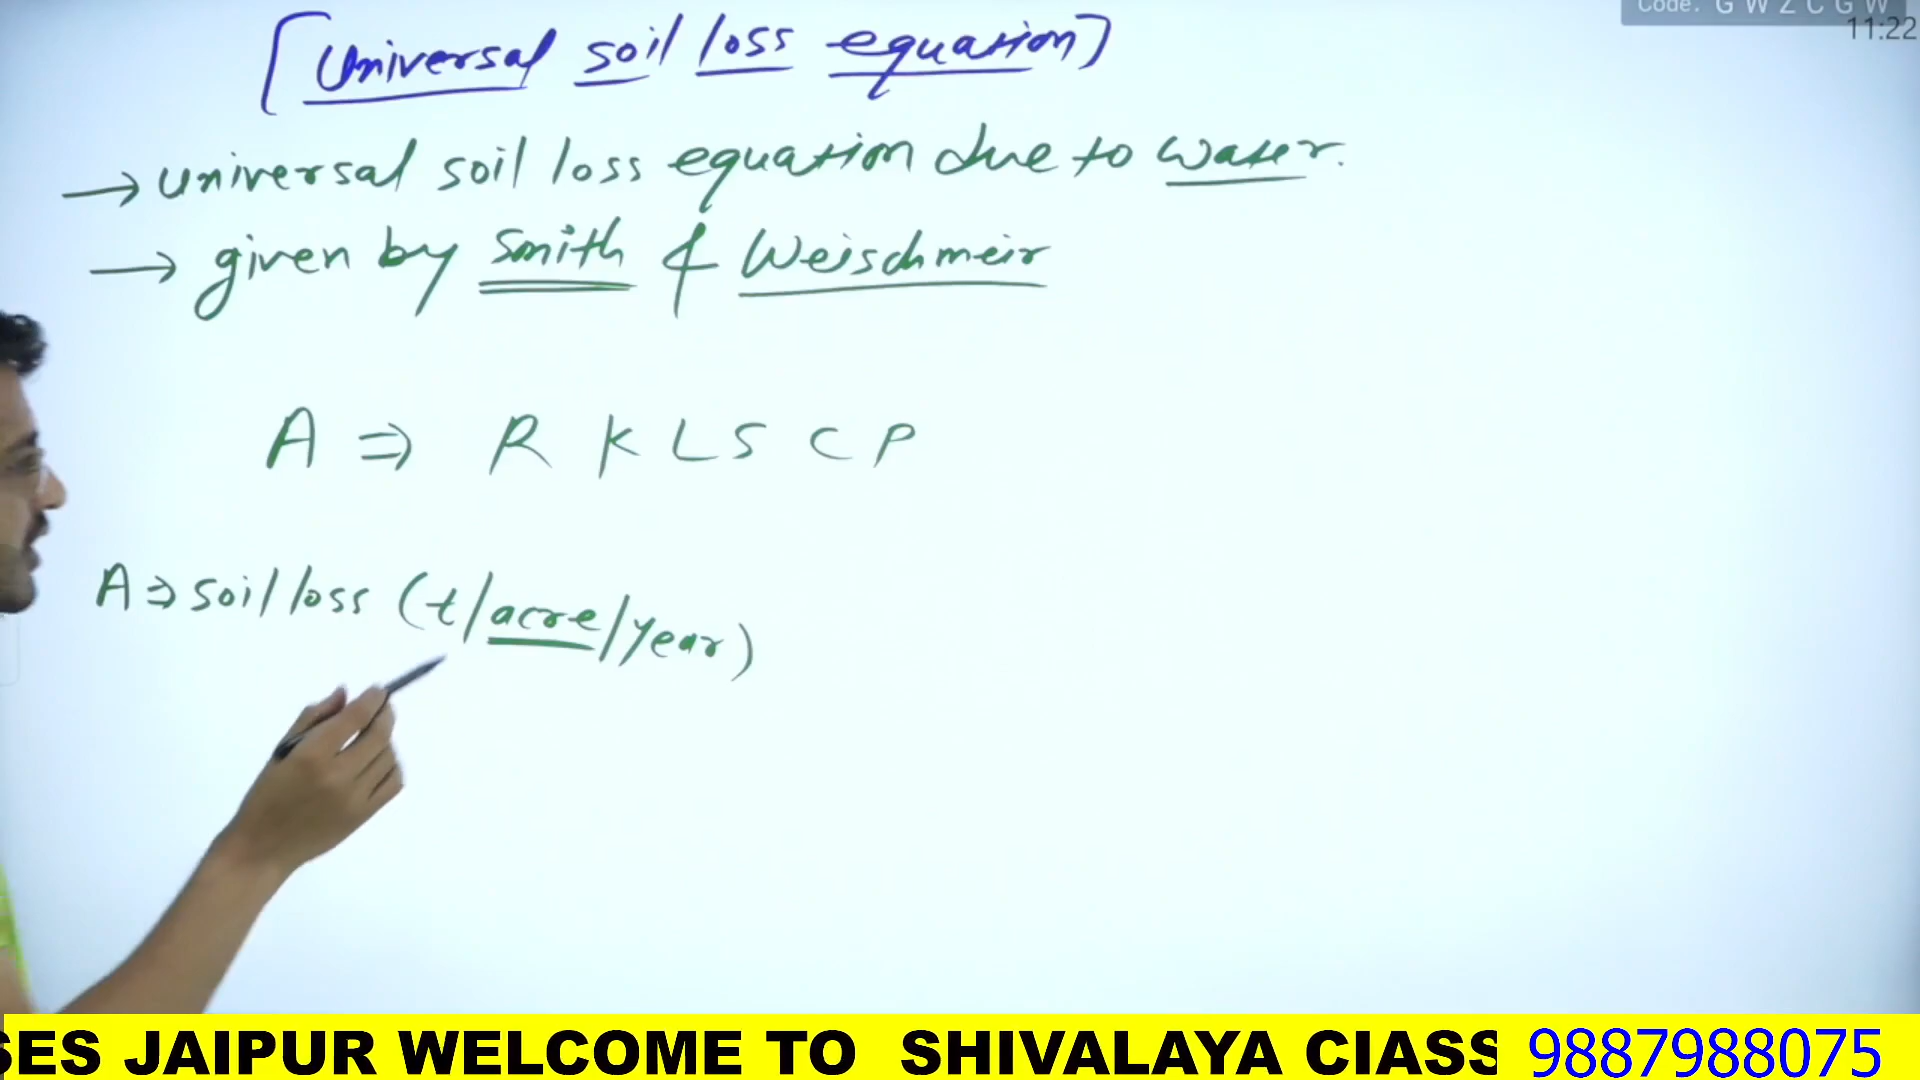 Code: G W Z C G W
11:22
[Universal soil loss equation]
→ universal soil loss equation due to water.
→ given by Smith & Weischmeir
A ⇒ R K L S C P
A ⇒ soil loss (t/acre/year)
SES JAIPUR WELCOME TO SHIVALAYA ClASS 9887988075